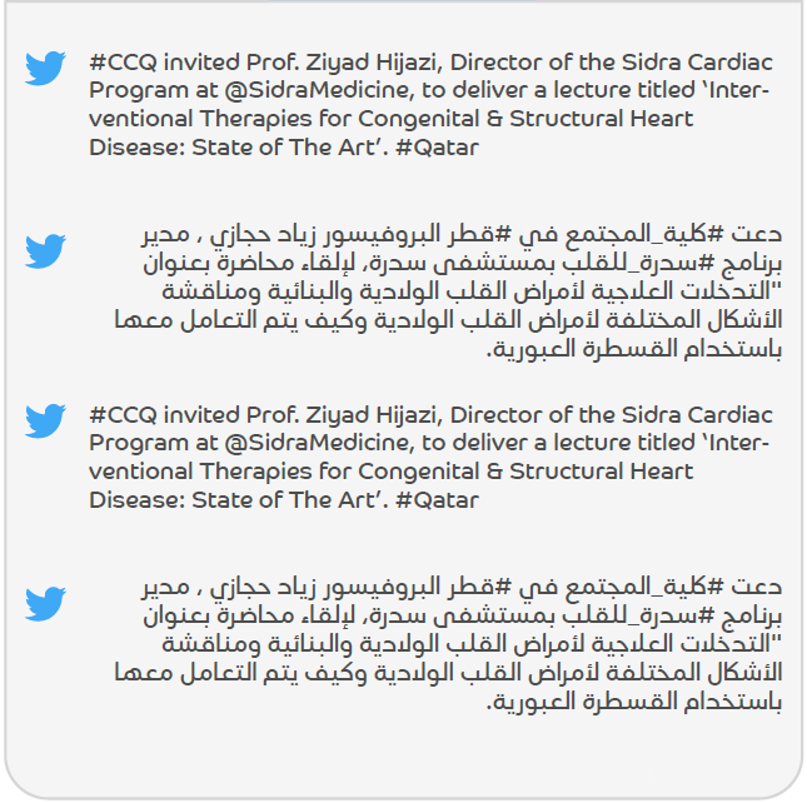 #CCQ invited Prof. Ziyad Hijazi, Director of the Sidra Cardiac
Program at @SidraMedicine, to deliver a lecture titled ‘Inter-
ventional Therapies for Congenital & Structural Heart
Disease: State of The Art’. #Qatar
دعت #كلية_المجتمع في #قطر البروفيسور زياد حجازي ، مدير
برنامج #سدرة_للقلب بمستشفى سدرة، لإلقاء محاضرة بعنوان
"التدخلات العلاجية لأمراض القلب الولادية والبنائية ومناقشة
الأشكال المختلفة لأمراض القلب الولادية وكيف يتم التعامل معها
باستخدام القسطرة العبورية.
#CCQ invited Prof. Ziyad Hijazi, Director of the Sidra Cardiac
Program at @SidraMedicine, to deliver a lecture titled ‘Inter-
ventional Therapies for Congenital & Structural Heart
Disease: State of The Art’. #Qatar
دعت #كلية_المجتمع في #قطر البروفيسور زياد حجازي ، مدير
برنامج #سدرة_للقلب بمستشفى سدرة، لإلقاء محاضرة بعنوان
"التدخلات العلاجية لأمراض القلب الولادية والبنائية ومناقشة
الأشكال المختلفة لأمراض القلب الولادية وكيف يتم التعامل معها
باستخدام القسطرة العبورية.